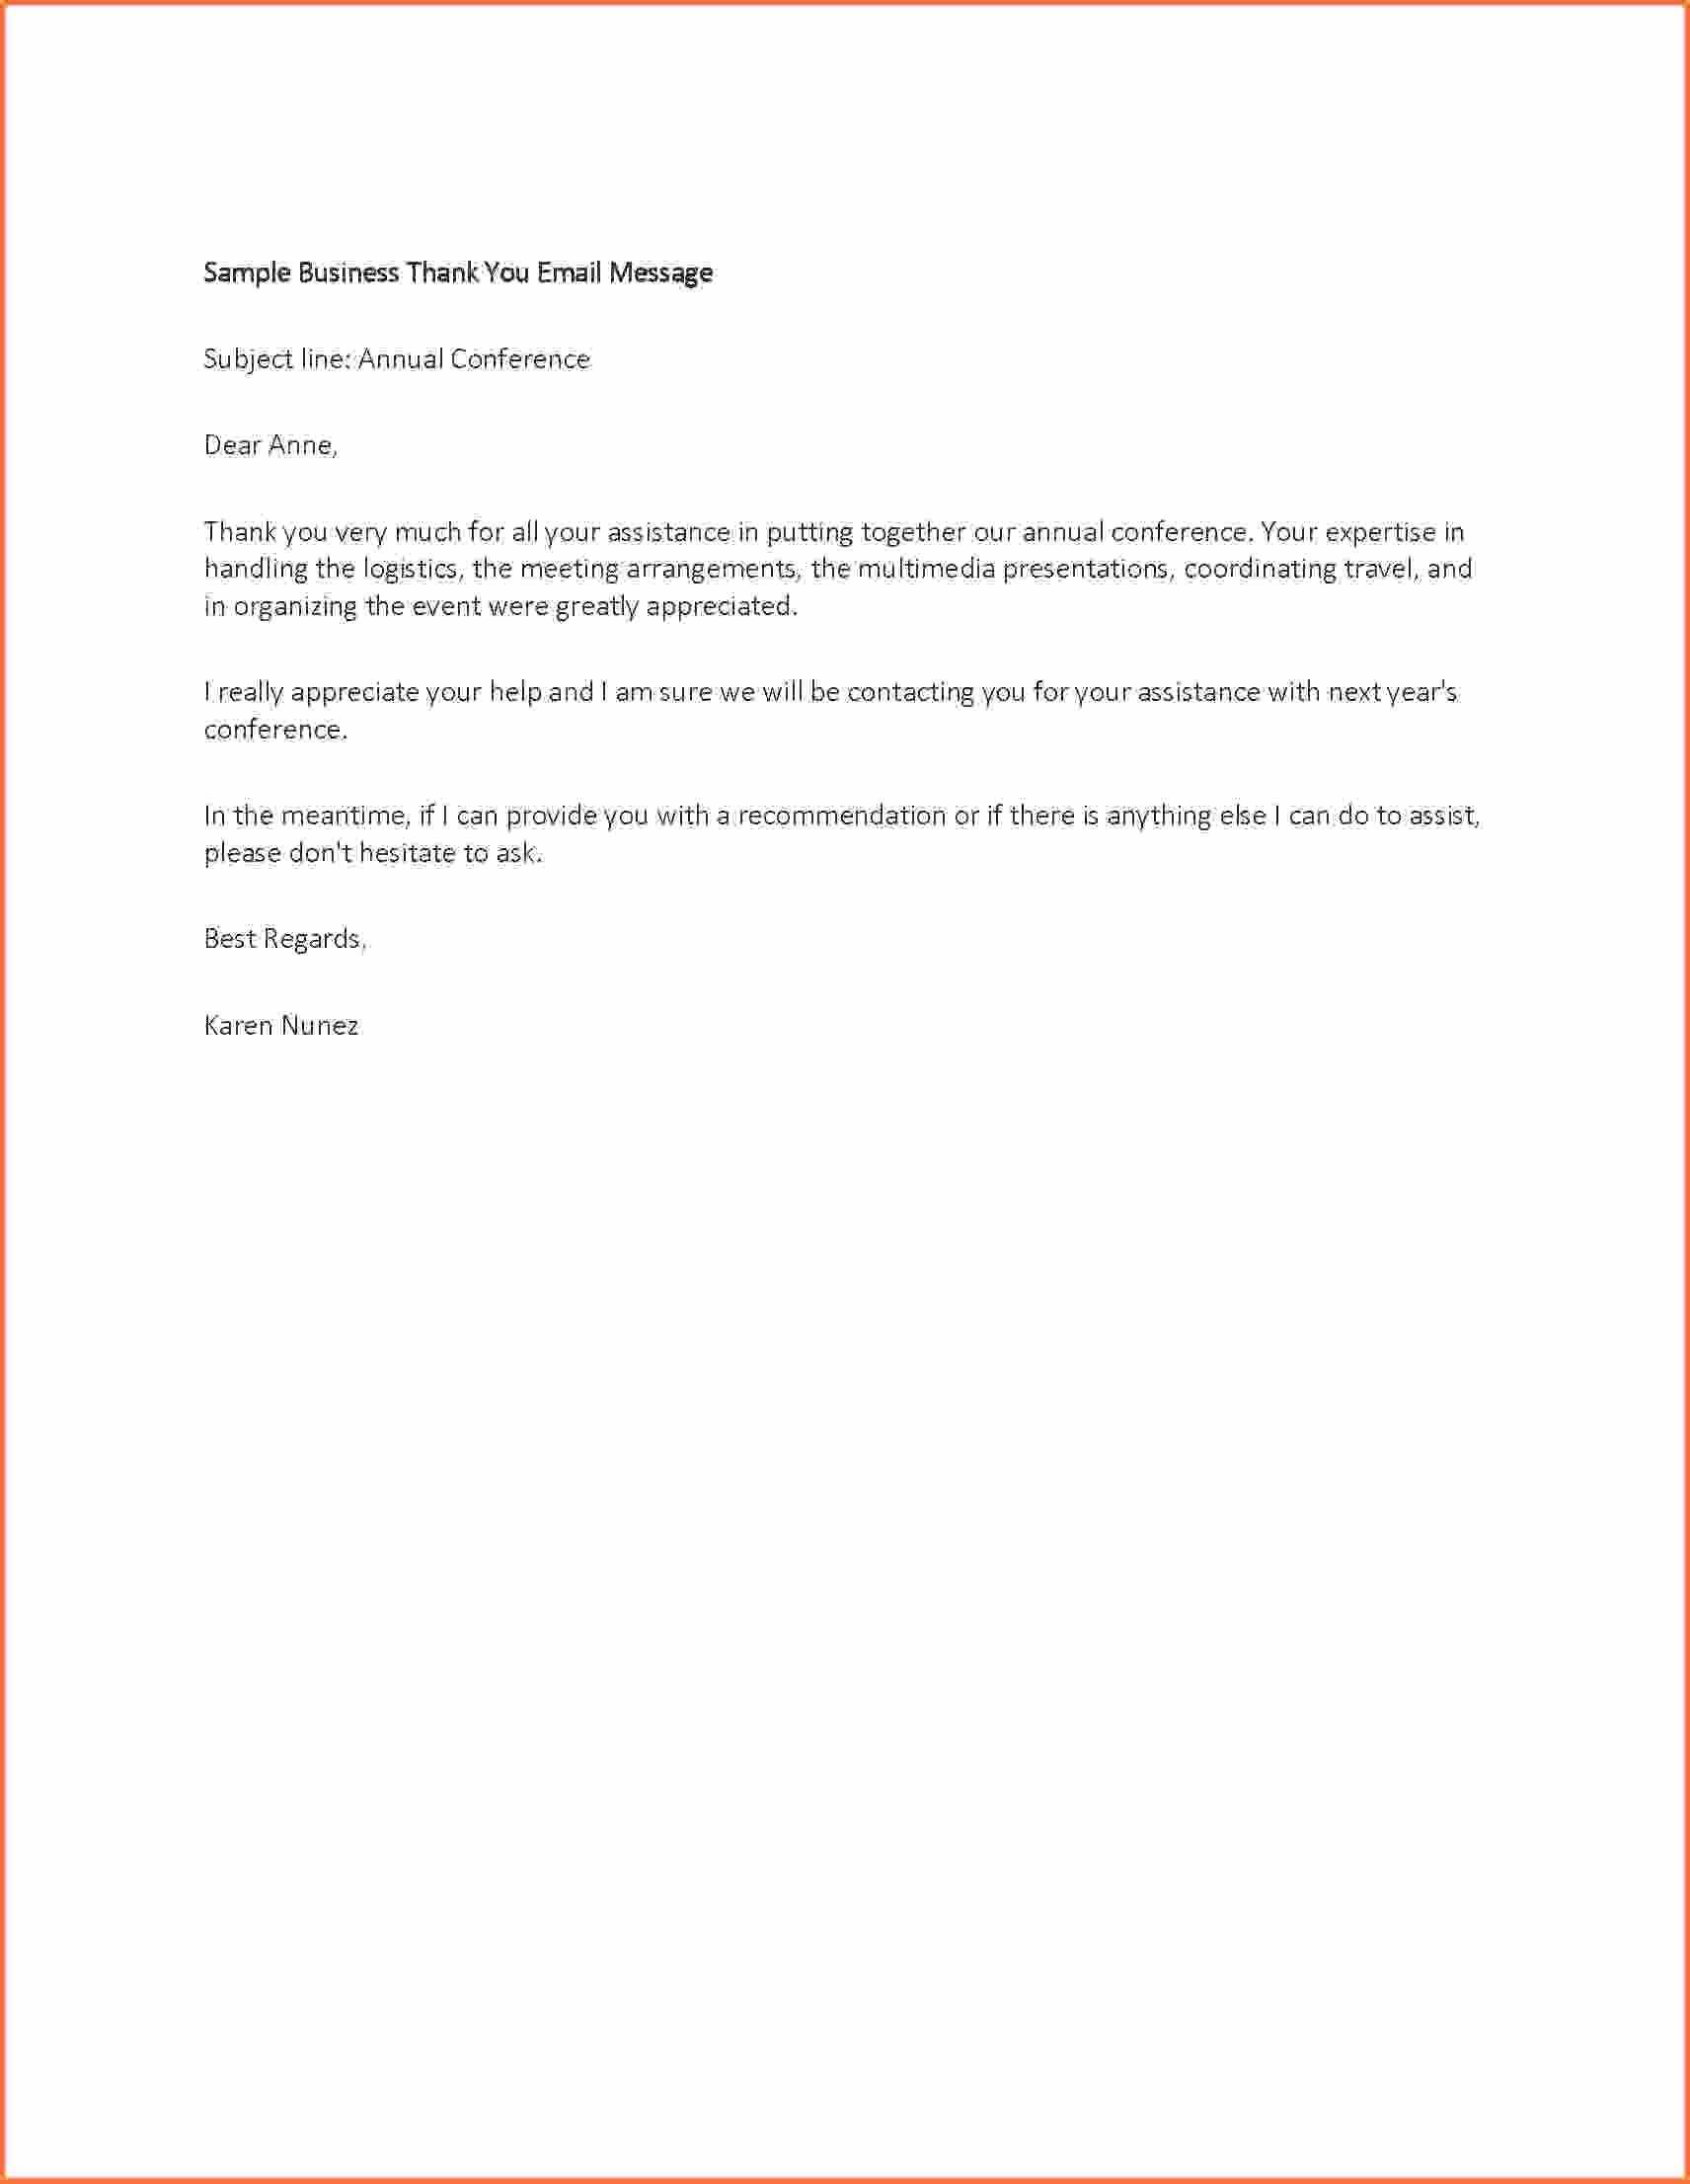 Sample Business Thank You Email Message
Subject line: Annual Conference
Dear Anne,
Thank you very much for all your assistance in putting together our annual conference. Your expertise in
handling the logistics, the meeting arrangements, the multimedia presentations, coordinating travel, and
in organizing the event were greatly appreciated.
I really appreciate your help and I am sure we will be contacting you for your assistance with next year's
conference.
In the meantime, if I can provide you with a recommendation or if there is anything else I can do to assist,
please don't hesitate to ask.
Best Regards,
Karen Nunez